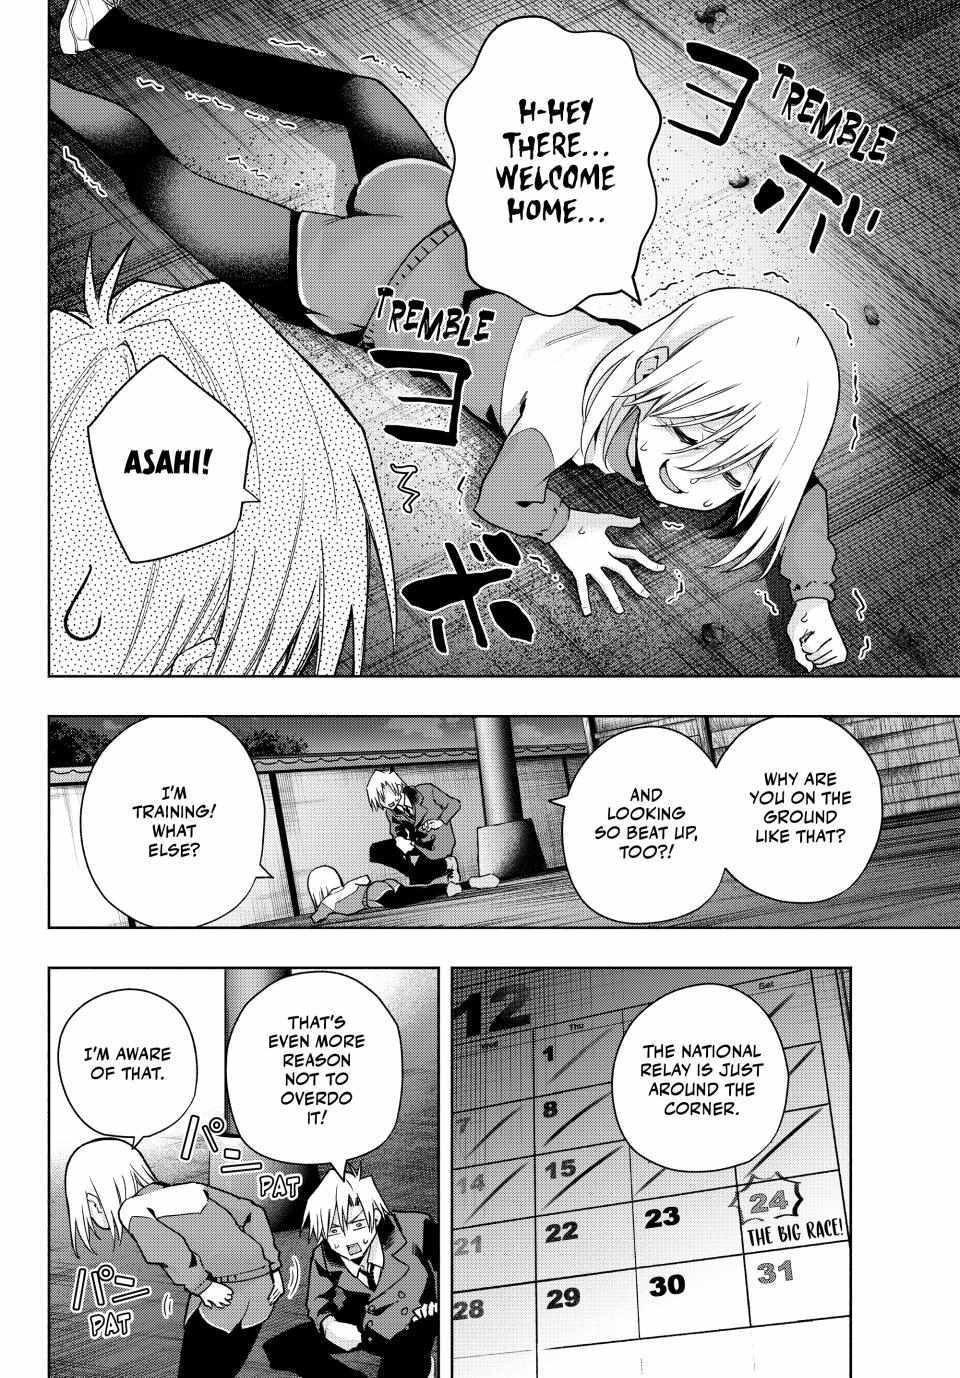 H-HEY
THERE...
WELCOME
HOME...
TREMBLE
ヨボ
TREMBLE
ヨボ
ASAHI!
WHY ARE
YOU ON THE
GROUND
LIKE THAT?
AND
LOOKING
SO BEAT UP,
TOO?!
I'M
TRAINING!
WHAT
ELSE?
12
Wed Thu Sat
1
7 8
14 15
21 22 23 24
THE BIG RACE!
28 29 30 31
THE NATIONAL
RELAY IS JUST
AROUND THE
CORNER.
THAT'S
EVEN MORE
REASON
NOT TO
OVERDO
IT!
I'M AWARE
OF THAT.
パン
PAT
パン
PAT